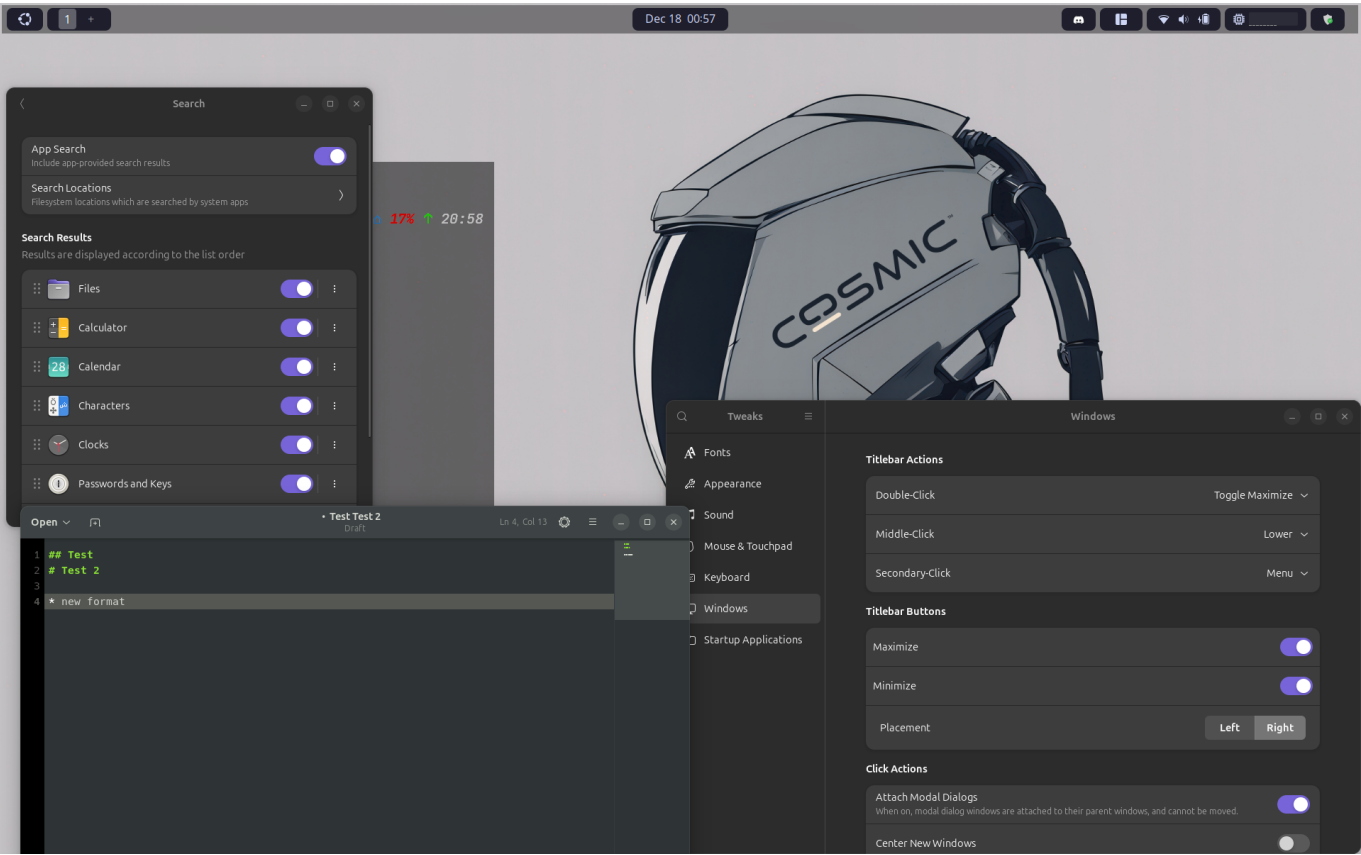 1 +
Dec 18 00:57
Search
App Search
Include app-provided search results
Search Locations
Filesystem locations which are searched by system apps
Search Results
Results are displayed according to the list order
Files
Calculator
28 Calendar
Characters
Clocks
Passwords and Keys
17% ↑ 20:58
COSMIC
Open
• Test Test 2
Draft
Ln 4, Col 13
1 ## Test
2 # Test 2
3
4 * new format
Tweaks
Fonts
Appearance
Sound
Mouse & Touchpad
Keyboard
Windows
Startup Applications
Windows
Titlebar Actions
Double-Click Toggle Maximize
Middle-Click Lower
Secondary-Click Menu
Titlebar Buttons
Maximize
Minimize
Placement Left Right
Click Actions
Attach Modal Dialogs
When on, modal dialog windows are attached to their parent windows, and cannot be moved.
Center New Windows